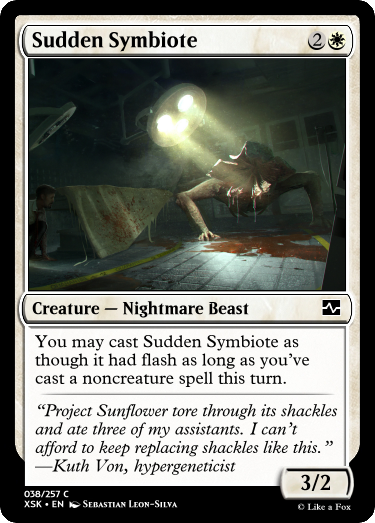 Sudden Symbiote 2
Creature — Nightmare Beast
You may cast Sudden Symbiote as
though it had flash as long as you've
cast a noncreature spell this turn.
“Project Sunflower tore through its shackles
and ate three of my assistants. I can't
afford to keep replacing shackles like this.”
—Kuth Von, hypergeneticist
3/2
038/257 C
XSK • EN Sebastian Leon-Silva
© Like a Fox